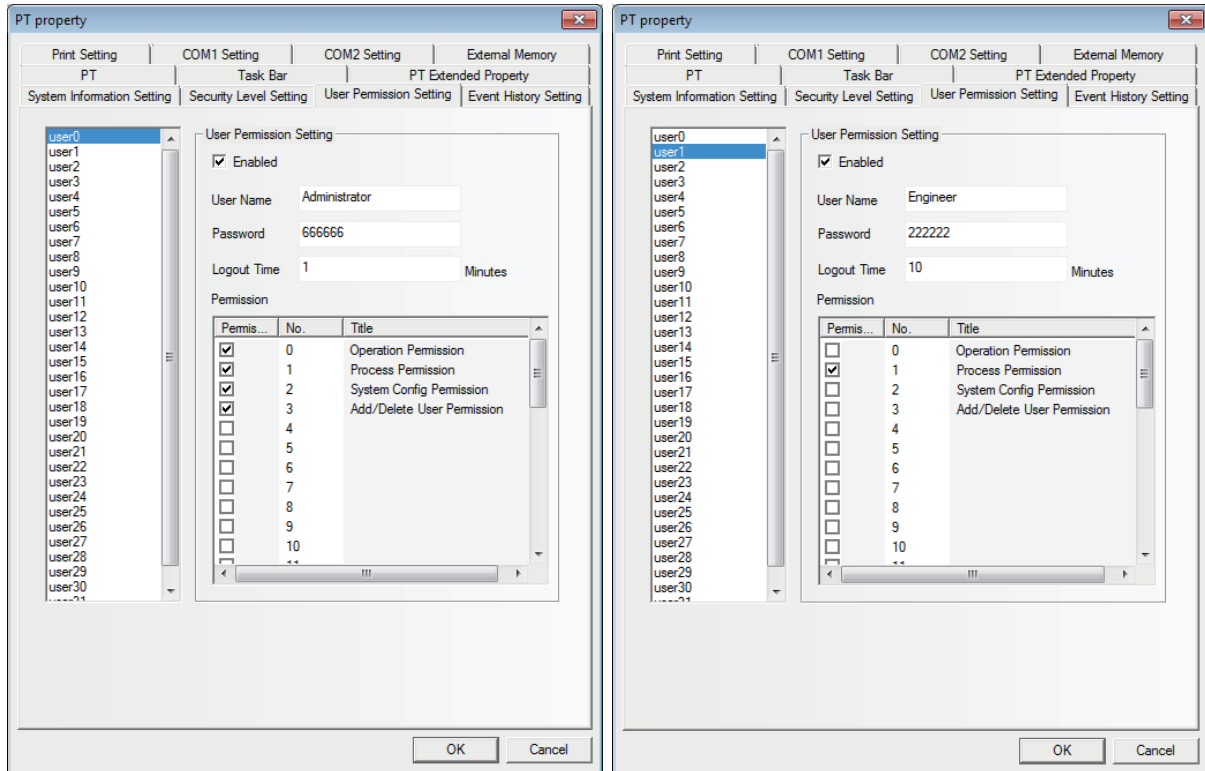 PT property
Print Setting COM1 Setting COM2 Setting External Memory
PT Task Bar PT Extended Property
System Information Setting Security Level Setting User Permission Setting Event History Setting
user0
user1
user2
user3
user4
user5
user6
user7
user8
user9
user10
user11
user12
user13
user14
user15
user16
user17
user18
user19
user20
user21
user22
user23
user24
user25
user26
user27
user28
user29
user30
user31
User Permission Setting
Enabled
User Name Administrator
Password 666666
Logout Time 1 Minutes
Permission
Permis... No. Title
0 Operation Permission
1 Process Permission
2 System Config Permission
3 Add/Delete User Permission
4
5
6
7
8
9
10
11
OK Cancel
PT property
Print Setting COM1 Setting COM2 Setting External Memory
PT Task Bar PT Extended Property
System Information Setting Security Level Setting User Permission Setting Event History Setting
user0
user1
user2
user3
user4
user5
user6
user7
user8
user9
user10
user11
user12
user13
user14
user15
user16
user17
user18
user19
user20
user21
user22
user23
user24
user25
user26
user27
user28
user29
user30
user31
User Permission Setting
Enabled
User Name Engineer
Password 222222
Logout Time 10 Minutes
Permission
Permis... No. Title
0 Operation Permission
1 Process Permission
2 System Config Permission
3 Add/Delete User Permission
4
5
6
7
8
9
10
11
OK Cancel